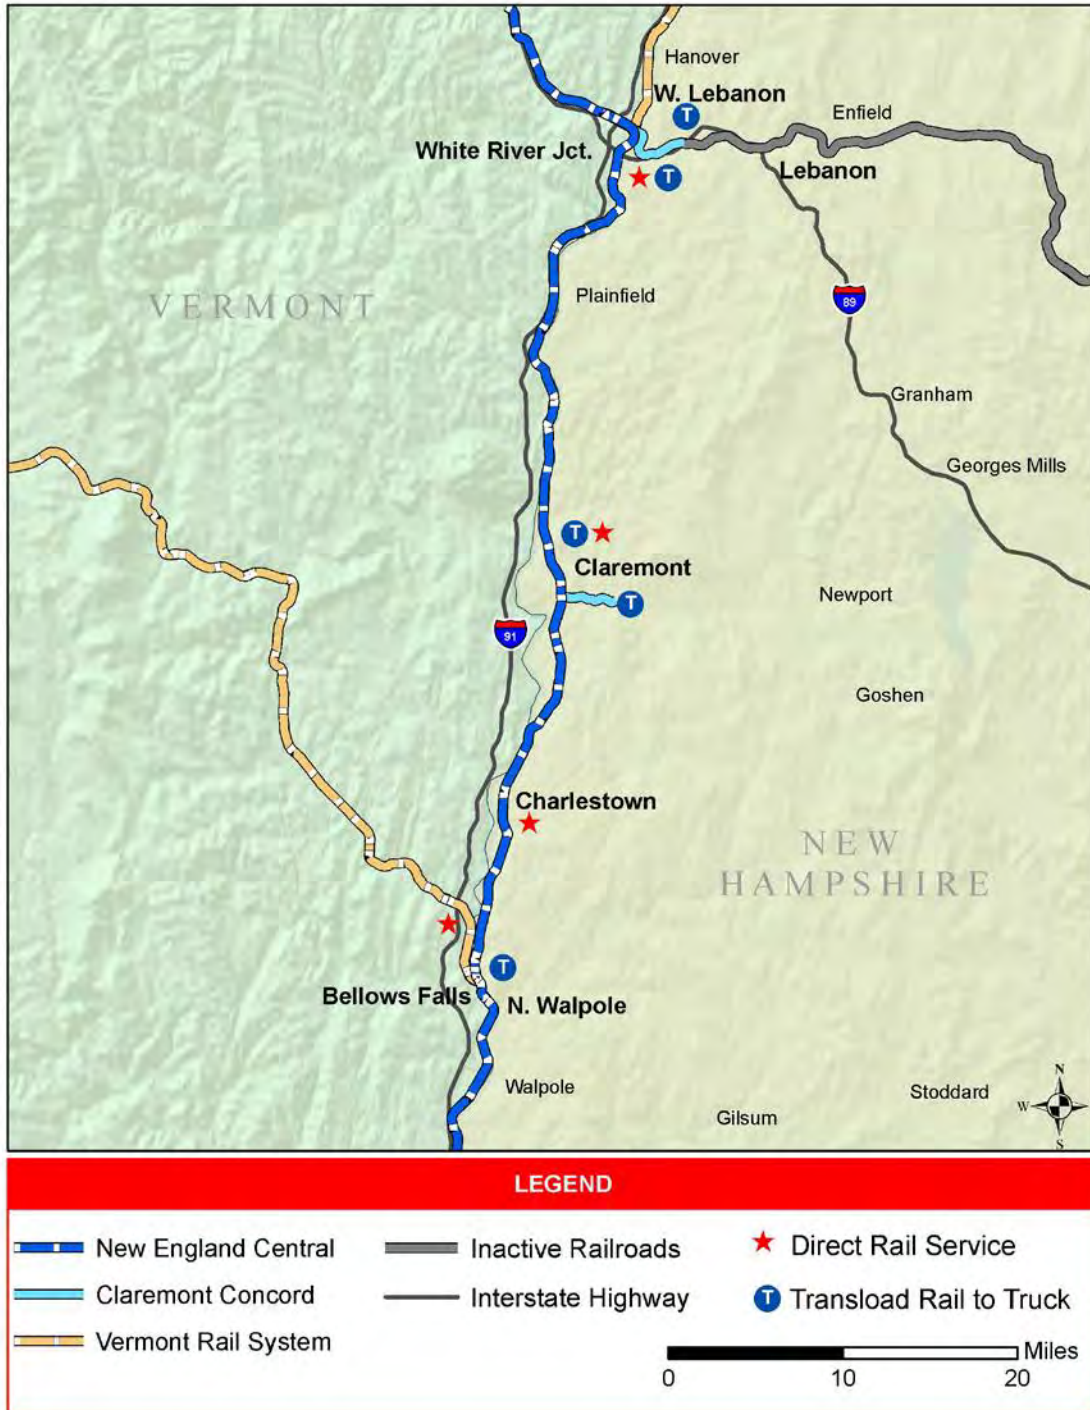 Hanover
W. Lebanon
T
Enfield
White River Jct.
Lebanon
T
VERMONT
Plainfield
89
Granham
Georges Mills
T
Claremont
Newport
T
91
Goshen
Charlestown
NEW
HAMPSHIRE
T
Bellows Falls
N. Walpole
Walpole
Stoddard
Gilsum
N
W
E
S
LEGEND
New England Central
Inactive Railroads
Direct Rail Service
Claremont Concord
Interstate Highway
T Transload Rail to Truck
Vermont Rail System
Miles
0 10 20